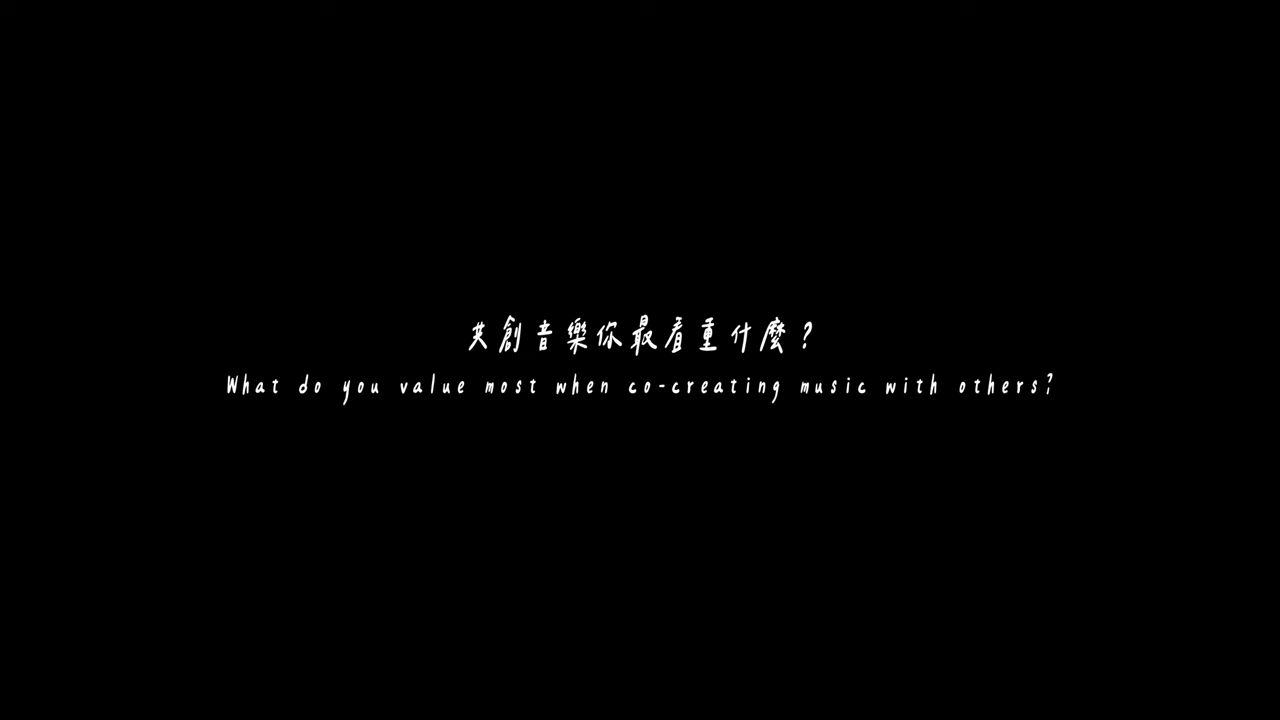 共創音樂你最看重什麼？
What do you value most when co-creating music with others?